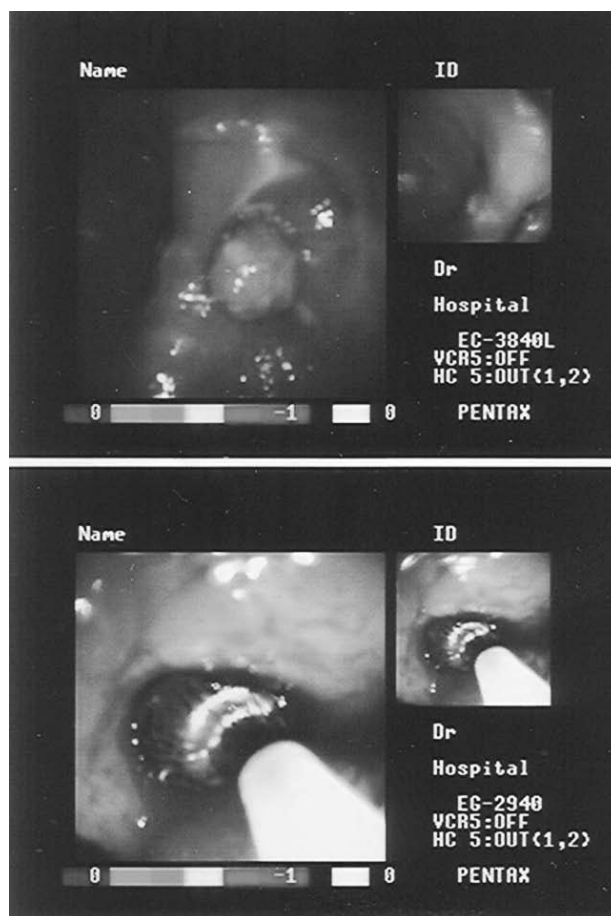 Name ID
Dr
Hospital
EC-3840L
VCR5:OFF
HC 5:OUT(1,2)
0 -1 0 PENTAX
Name ID
Dr
Hospital
EG-2940
VCR5:OFF
HC 5:OUT(1,2)
0 -1 0 PENTAX